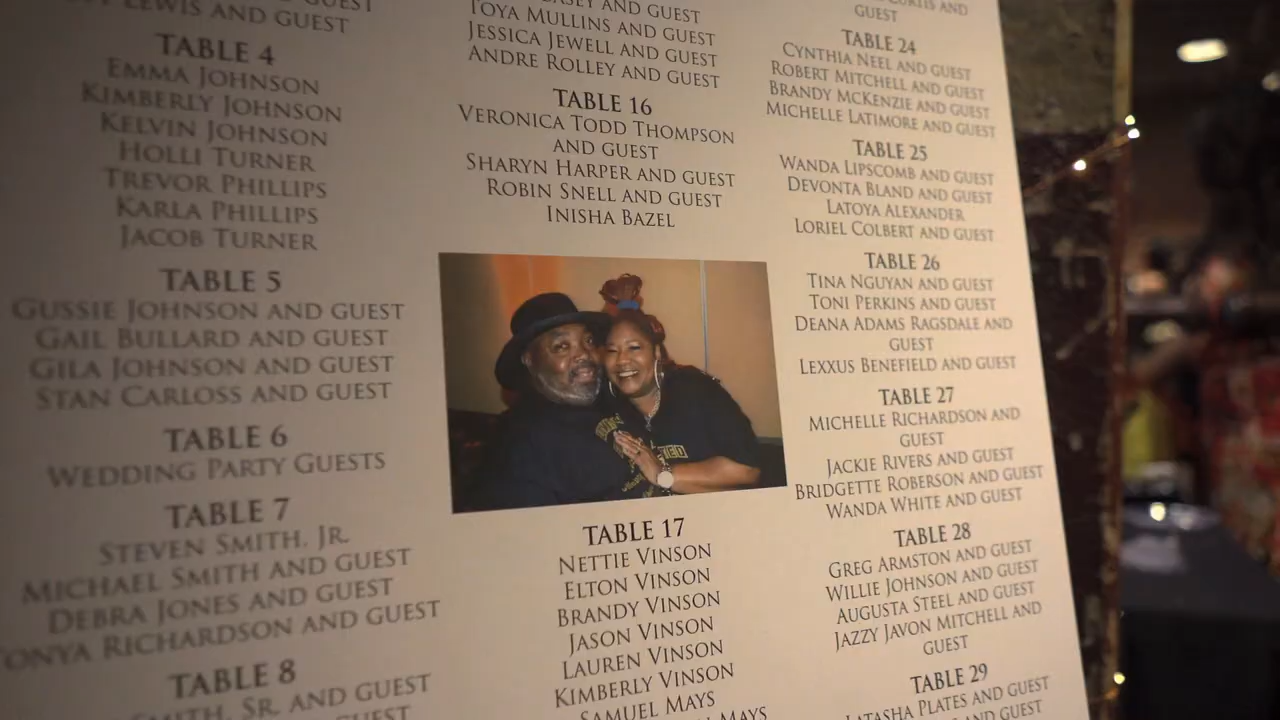 LEWIS AND GUEST
TABLE 4
EMMA JOHNSON
KIMBERLY JOHNSON
KELVIN JOHNSON
HOLLI TURNER
TREVOR PHILLIPS
KARLA PHILLIPS
JACOB TURNER
TABLE 5
GUSSIE JOHNSON AND GUEST
GAIL BULLARD AND GUEST
GILA JOHNSON AND GUEST
STAN CARLOSS AND GUEST
TABLE 6
WEDDING PARTY GUESTS
TABLE 7
STEVEN SMITH, JR.
MICHAEL SMITH AND GUEST
DEBRA JONES AND GUEST
TONYA RICHARDSON AND GUEST
TABLE 8
SMITH, SR. AND GUEST
GUEST
AND GUEST
TOYA MULLINS AND GUEST
JESSICA JEWELL AND GUEST
ANDRE ROLLEY AND GUEST
TABLE 16
VERONICA TODD THOMPSON
AND GUEST
SHARYN HARPER AND GUEST
ROBIN SNELL AND GUEST
INISHA BAZEL
TABLE 17
NETTIE VINSON
ELTON VINSON
BRANDY VINSON
JASON VINSON
LAUREN VINSON
KIMBERLY VINSON
SAMUEL MAYS
MAYS
CURTIS AND
GUEST
TABLE 24
CYNTHIA NEEL AND GUEST
ROBERT MITCHELL AND GUEST
BRANDY MCKENZIE AND GUEST
MICHELLE LATIMORE AND GUEST
TABLE 25
WANDA LIPSCOMB AND GUEST
DEVONTA BLAND AND GUEST
LATOYA ALEXANDER
LORIEL COLBERT AND GUEST
TABLE 26
TINA NGUYAN AND GUEST
TONI PERKINS AND GUEST
DEANA ADAMS RAGSDALE AND
GUEST
LEXXUS BENEFIELD AND GUEST
TABLE 27
MICHELLE RICHARDSON AND
GUEST
JACKIE RIVERS AND GUEST
BRIDGETTE ROBERSON AND GUEST
WANDA WHITE AND GUEST
TABLE 28
GREG ARMSTON AND GUEST
WILLIE JOHNSON AND GUEST
AUGUSTA STEEL AND GUEST
JAZZY JAVON MITCHELL AND
GUEST
TABLE 29
LATASHA PLATES AND GUEST
AND GUEST